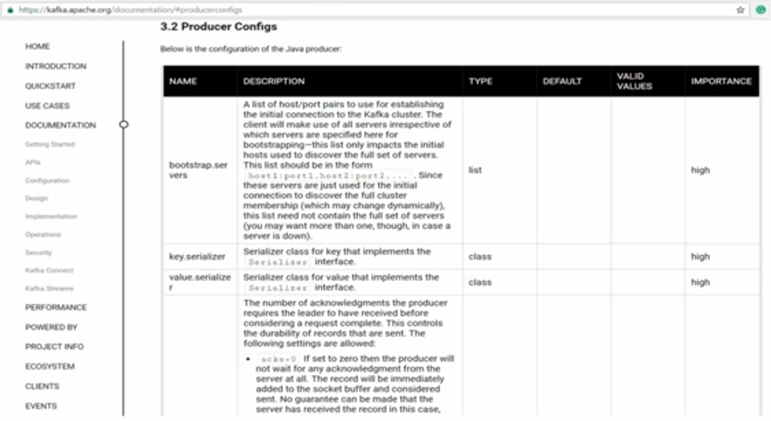 https://kafka.apache.org/documentation/#producerconfigs
3.2 Producer Configs
Below is the configuration of the Java producer:
HOME
INTRODUCTION
QUICKSTART
USE CASES
DOCUMENTATION
Getting Started
APIs
Configuration
Design
Implementation
Operations
Security
Kafka Connect
Kafka Streams
PERFORMANCE
POWERED BY
PROJECT INFO
ECOSYSTEM
CLIENTS
EVENTS
NAME DESCRIPTION TYPE DEFAULT VALID VALUES IMPORTANCE
bootstrap.ser
vers
A list of host/port pairs to use for establishing
the initial connection to the Kafka cluster. The
client will make use of all servers irrespective of
which servers are specified here for
bootstrapping—this list only impacts the initial
hosts used to discover the full set of servers.
This list should be in the form
host1:port1,host2:port2,... . Since
these servers are just used for the initial
connection to discover the full cluster
membership (which may change dynamically),
this list need not contain the full set of servers
(you may want more than one, though, in case a
server is down).
list
high
key.serializer
Serializer class for key that implements the
Serializer interface.
class
high
value.serialize
r
Serializer class for value that implements the
Serializer interface.
class
high
The number of acknowledgments the producer
requires the leader to have received before
considering a request complete. This controls
the durability of records that are sent. The
following settings are allowed:
• acks=0 If set to zero then the producer will
not wait for any acknowledgment from the
server at all. The record will be immediately
added to the socket buffer and considered
sent. No guarantee can be made that the
server has received the record in this case,